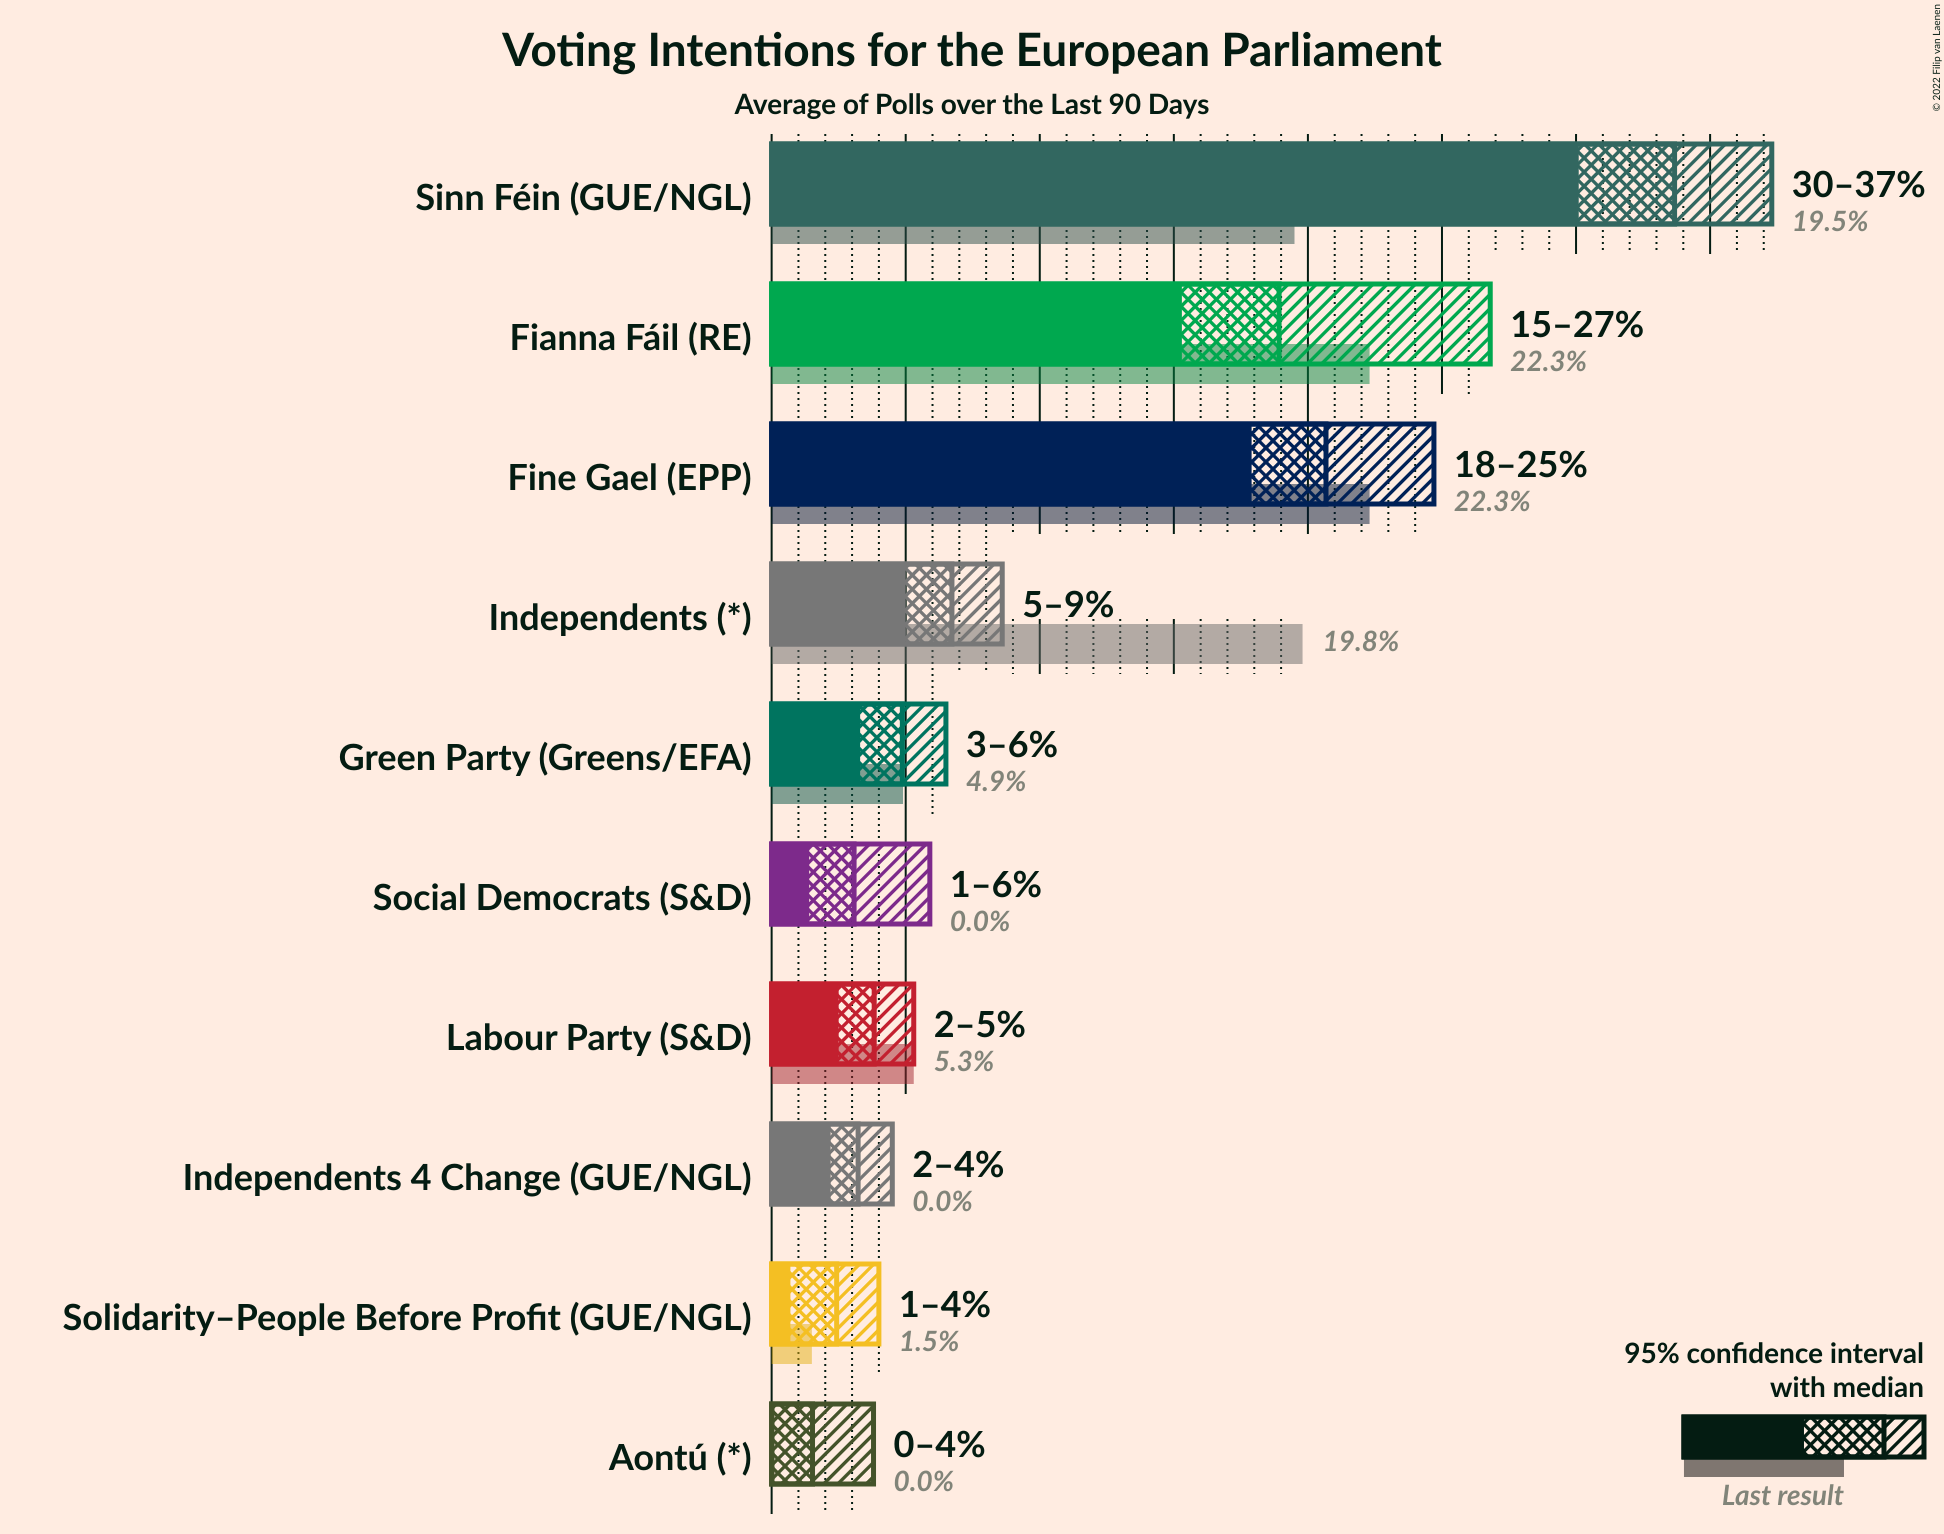 © 2022 Filip van Laenen
Voting Intentions for the European Parliament
Average of Polls over the Last 90 Days
Sinn Féin (GUE/NGL)
30–37%
19.5%
Fianna Fáil (RE)
15–27%
22.3%
Fine Gael (EPP)
18–25%
22.3%
Independents (*)
5–9%
19.8%
Green Party (Greens/EFA)
3–6%
4.9%
Social Democrats (S&D)
1–6%
0.0%
Labour Party (S&D)
2–5%
5.3%
Independents 4 Change (GUE/NGL)
2–4%
0.0%
Solidarity–People Before Profit (GUE/NGL)
1–4%
1.5%
Aontú (*)
0–4%
0.0%
95% confidence interval
with median
Last result